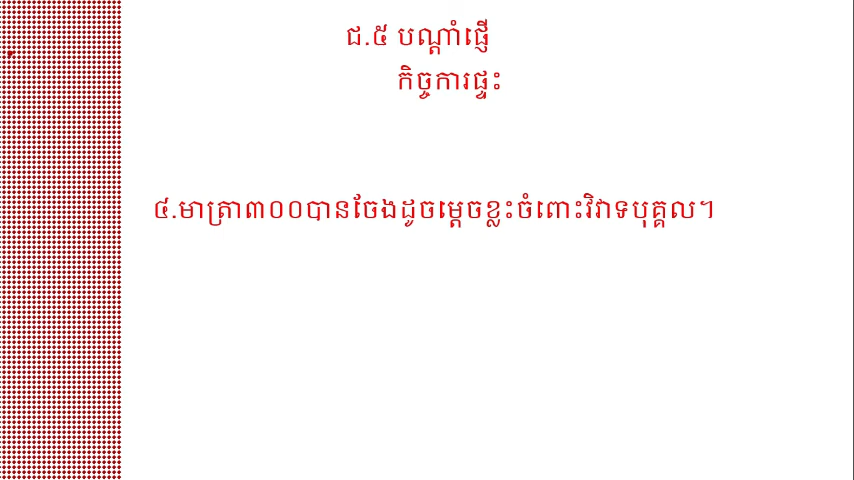 ជ.៥ បណ្តាំផ្ញើ
កិច្ចការផ្ទះ
៤.មាត្រា៣០០បានចែងដូចម្តេចខ្លះចំពោះវិវាទបុគ្គល។